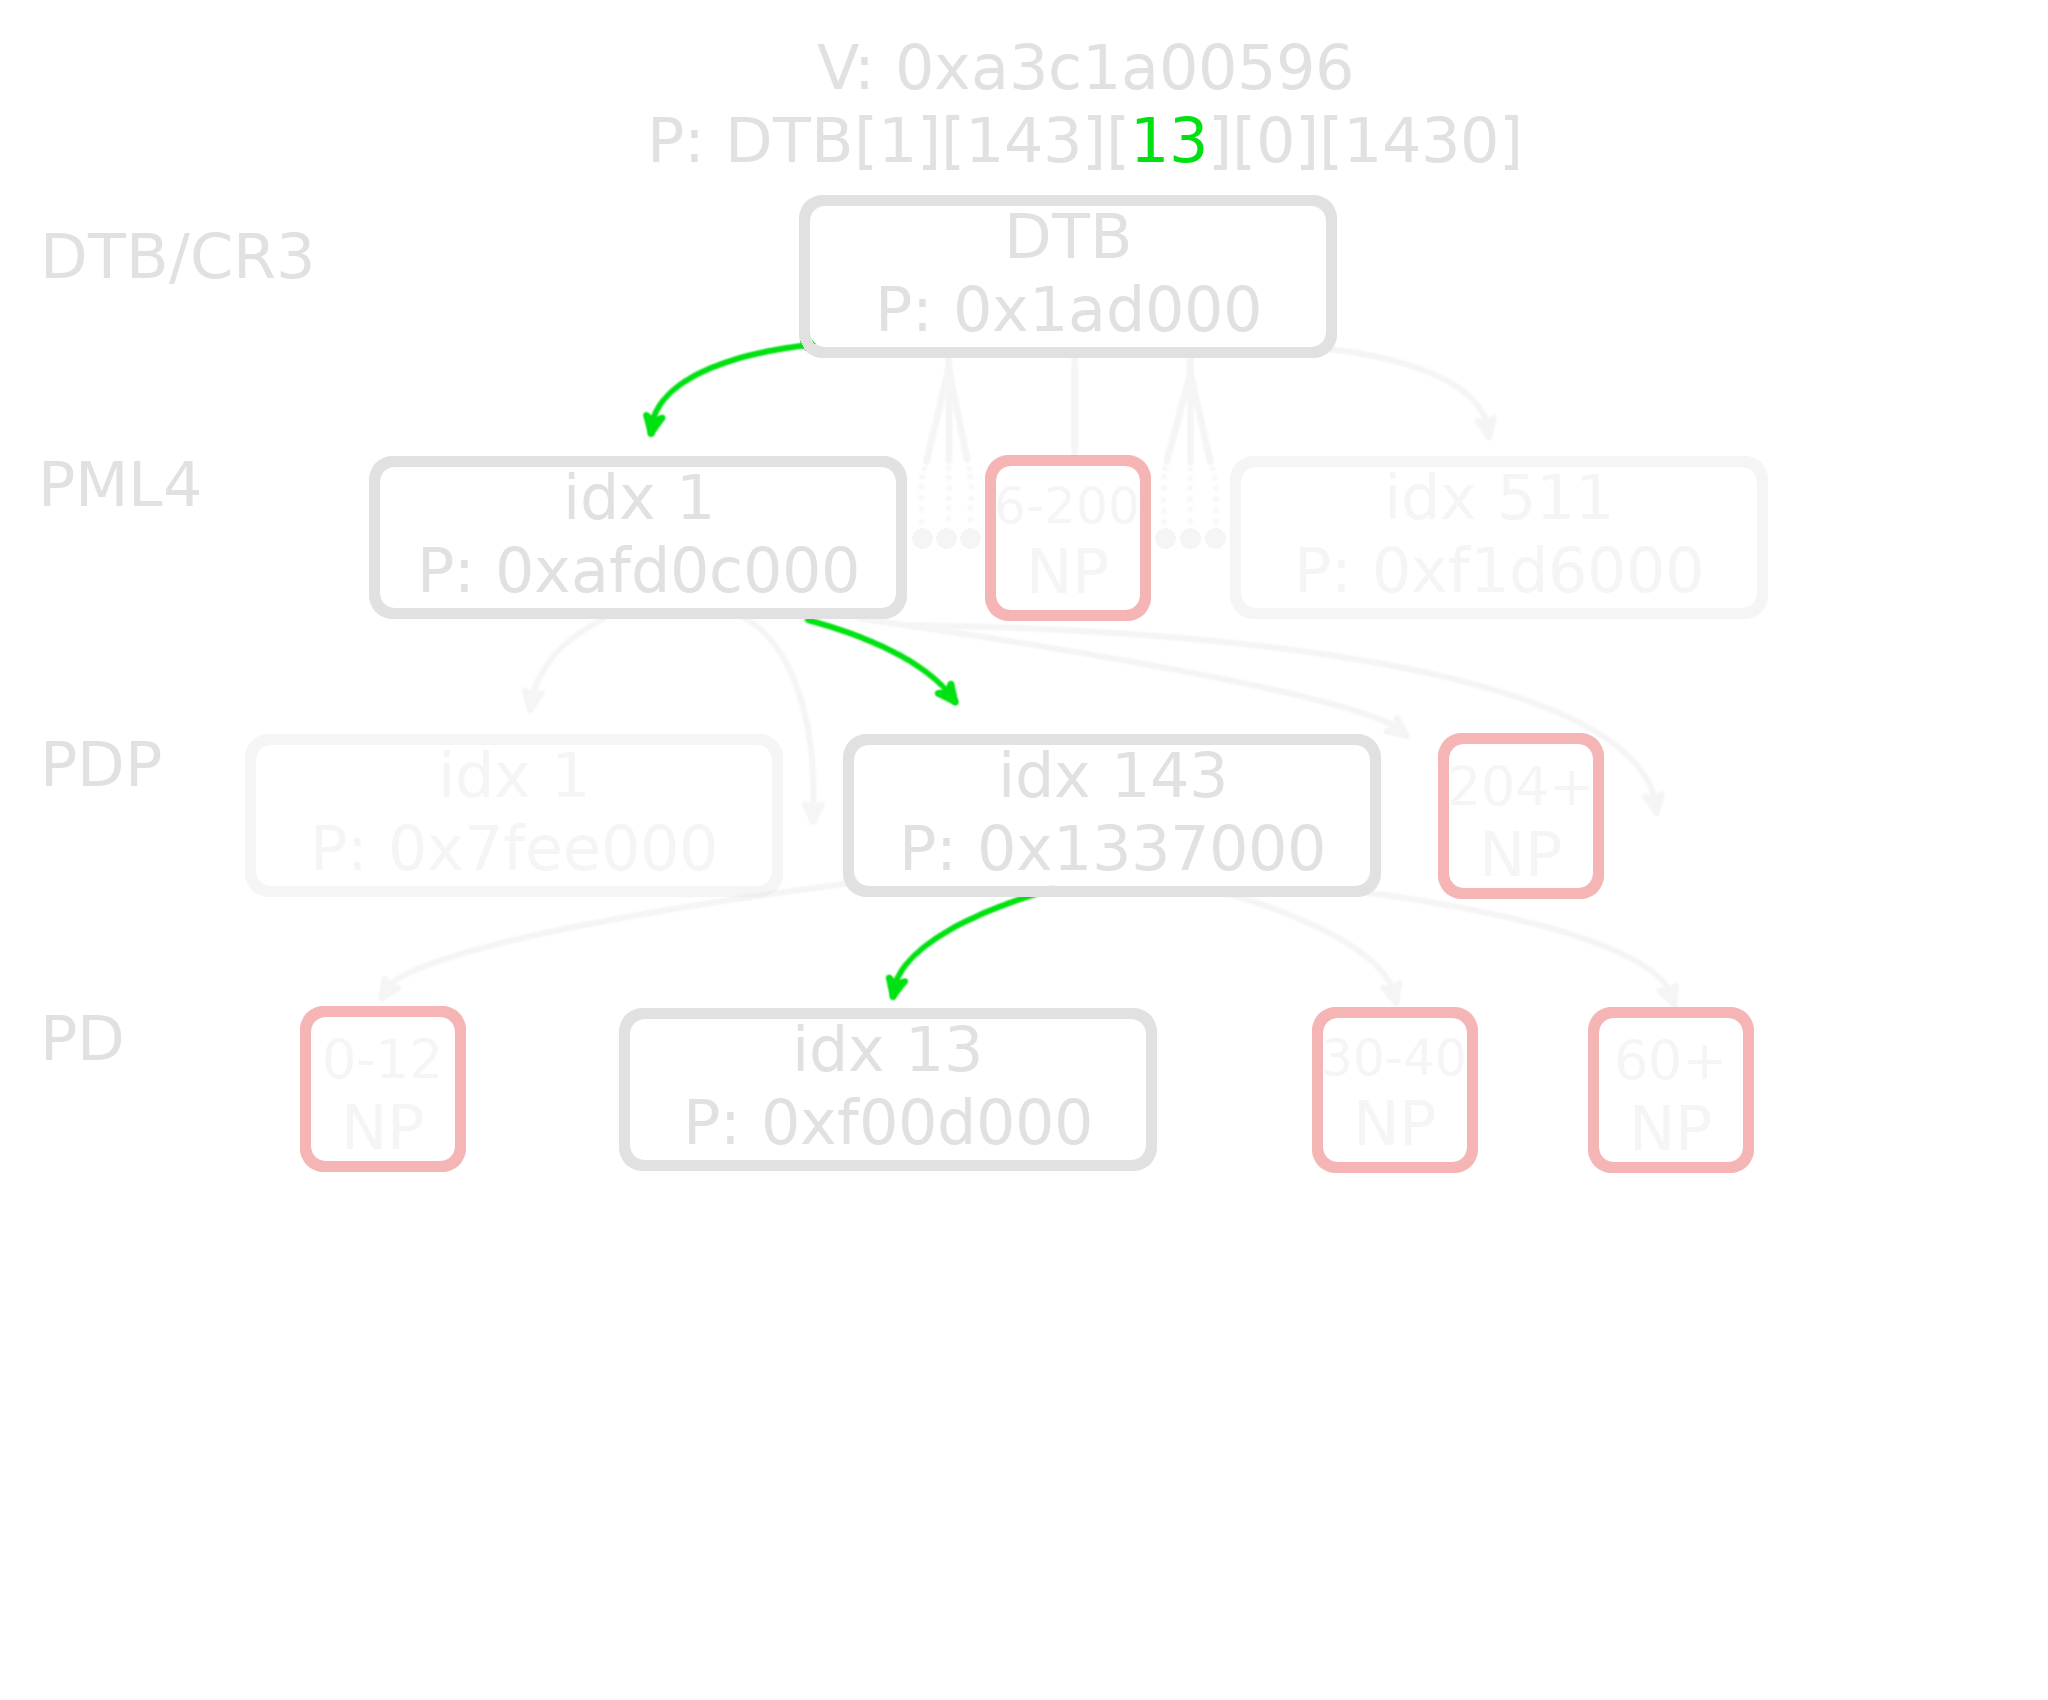 V: 0xa3c1a00596
P: DTB[1][143][13][0][1430]
DTB/CR3
DTB
P: 0x1ad000
PML4
idx 1
P: 0xafd0c000
6-200
NP
idx 511
P: 0xf1d6000
PDP
idx 1
P: 0x7fee000
idx 143
P: 0x1337000
204+
NP
PD
0-12
NP
idx 13
P: 0xf00d000
30-40
NP
60+
NP